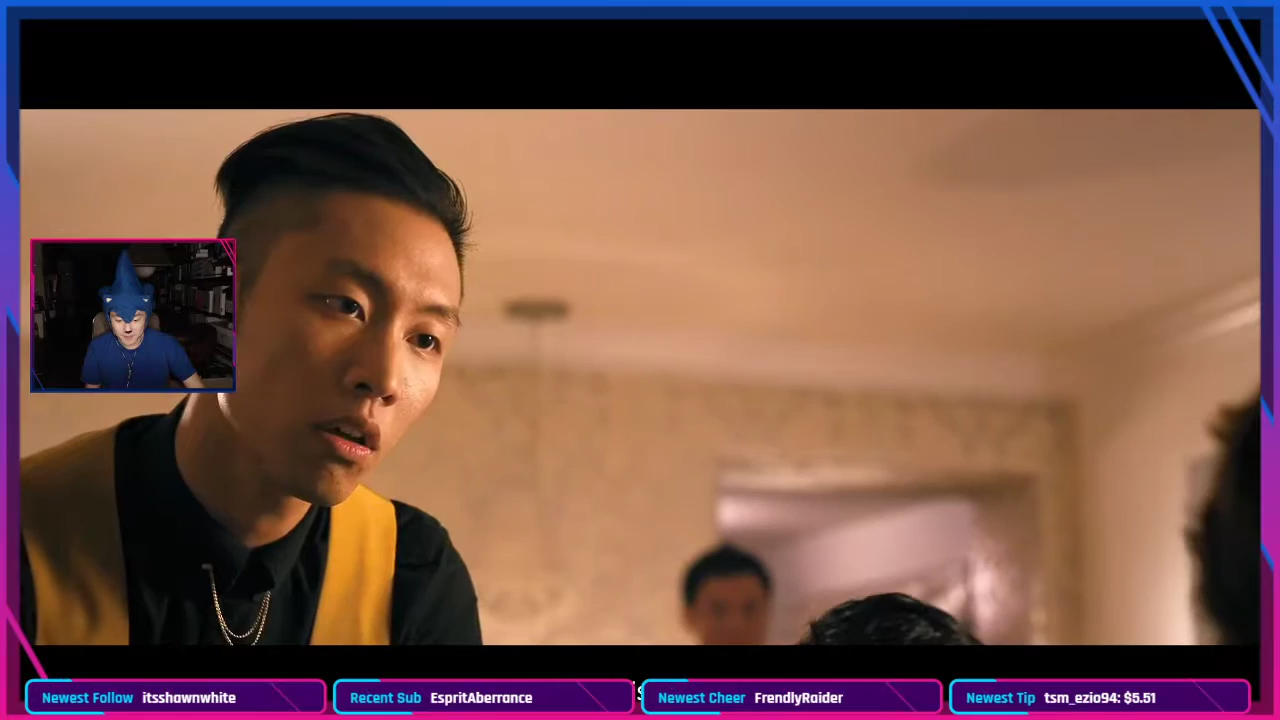 Newest Follow itsshawnwhite
Recent Sub EspritAberrance
Newest Cheer FrendlyRaider
Newest Tip tsm_ezio94: $5.51